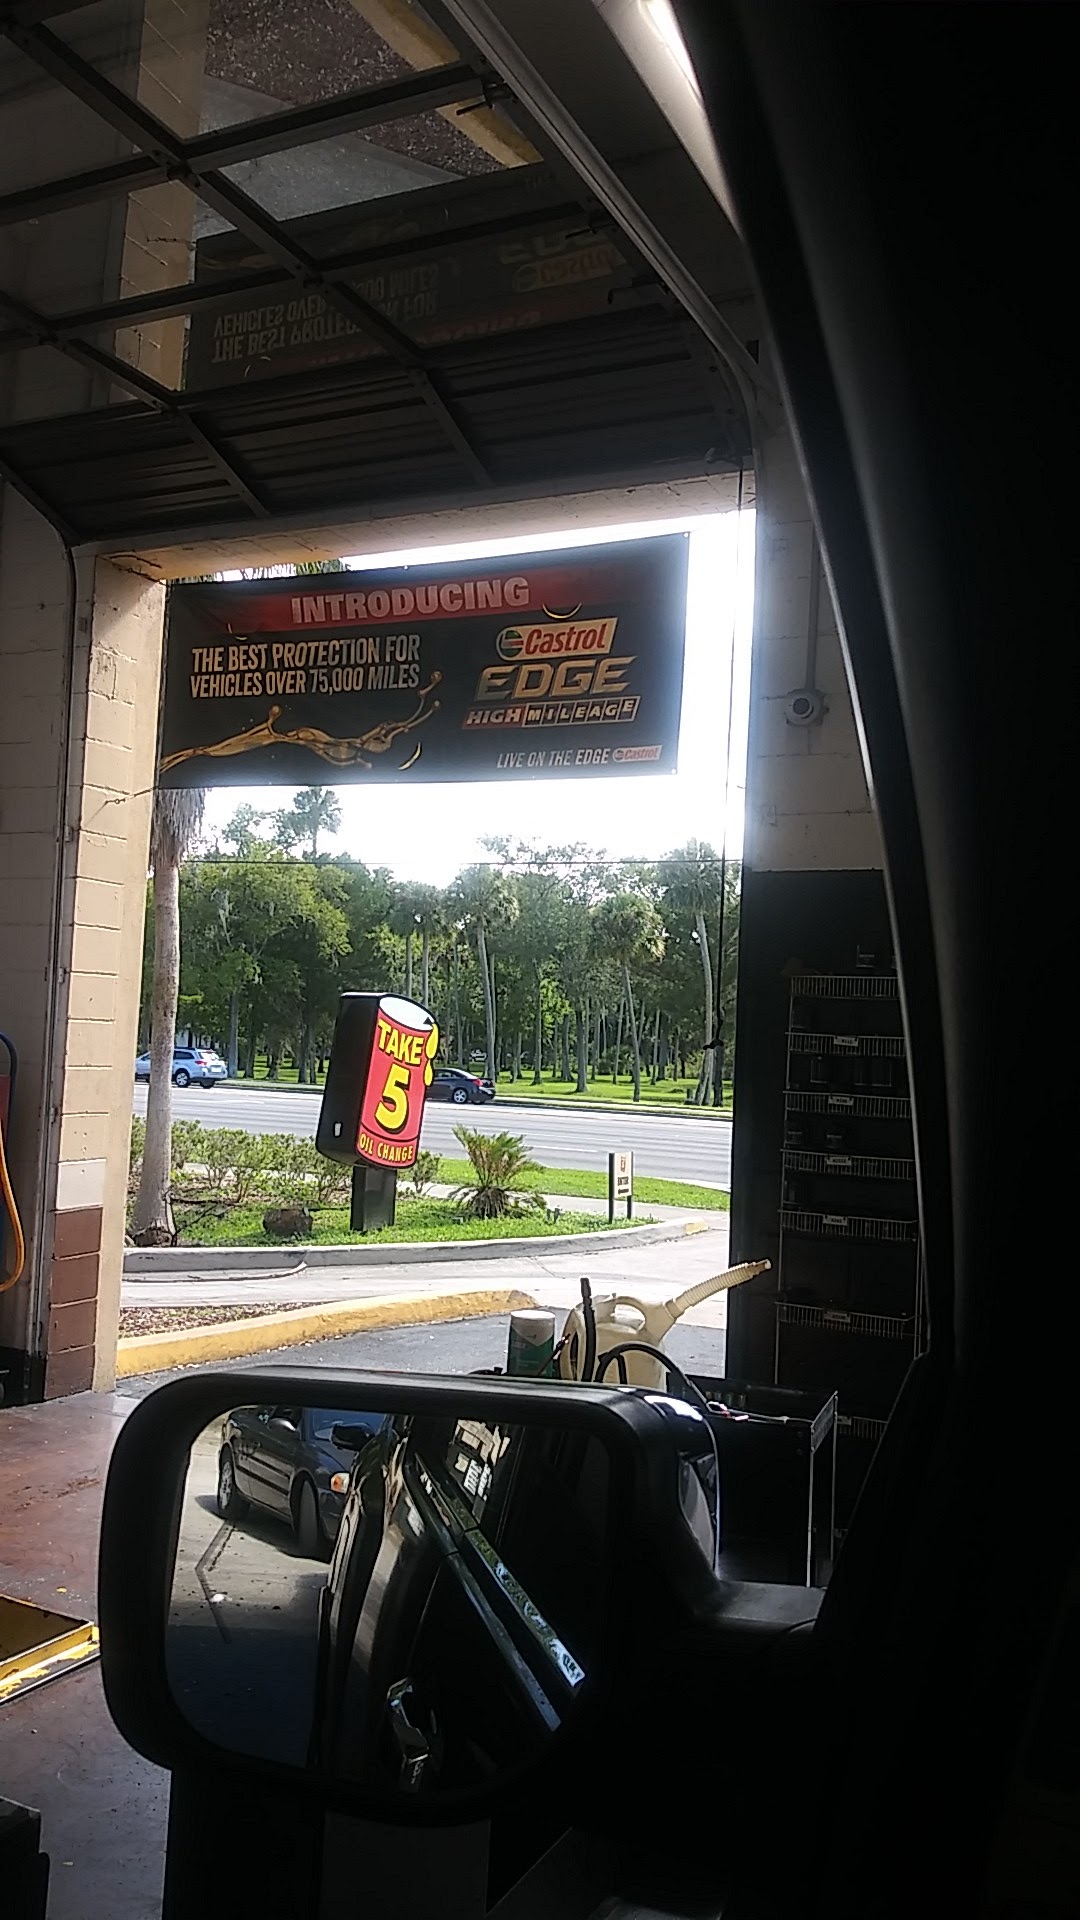 INTRODUCING
THE BEST PROTECTION FOR
VEHICLES OVER 75,000 MILES
Castrol
EDGE
HIGH MILEAGE
LIVE ON THE EDGE Castrol
TAKE
5
OIL CHANGE